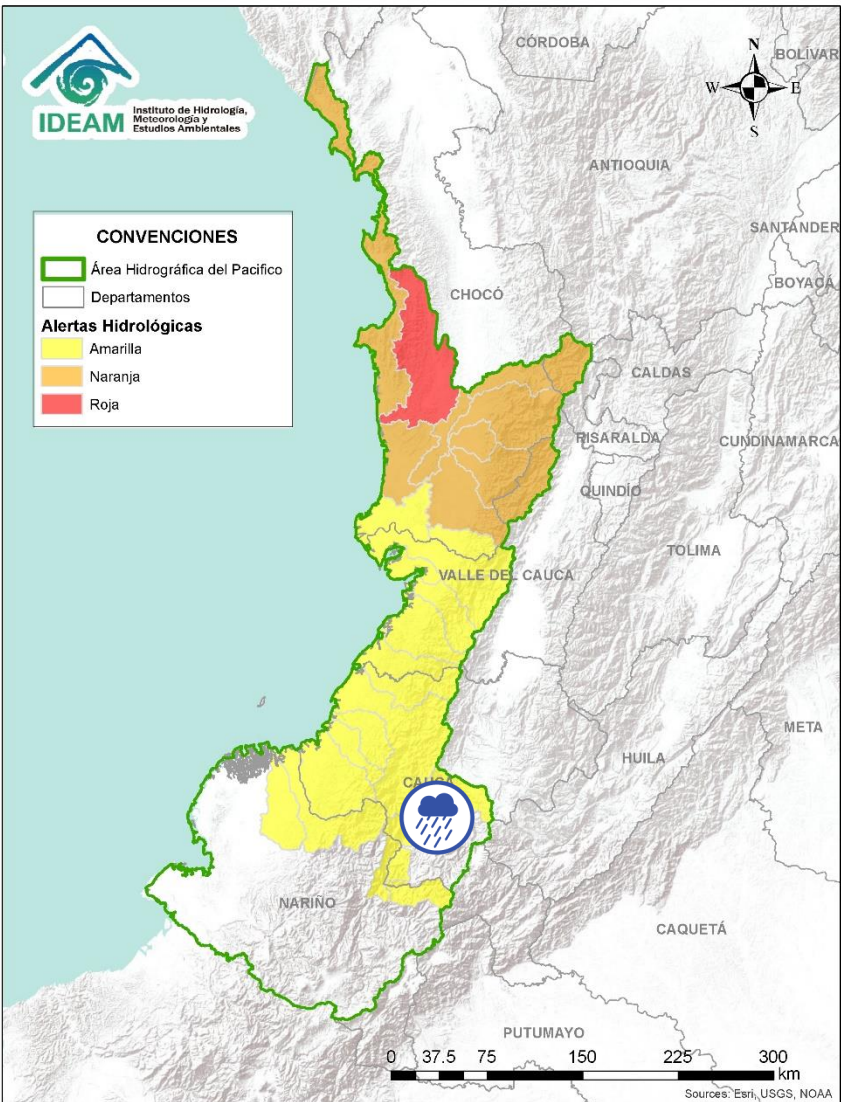 IDEAM
Instituto de Hidrología,
Meteorología y
Estudios Ambientales
N
W
E
S
CÓRDOBA
BOLÍVAR
ANTIOQUIA
SANTANDER
BOYACÁ
CHOCÓ
CALDAS
RISARALDA
CUNDINAMARCA
QUINDÍO
TOLIMA
VALLE DEL CAUCA
META
HUILA
CAUCA
NARIÑO
CAQUETÁ
PUTUMAYO
CONVENCIONES
Área Hidrográfica del Pacifico
Departamentos
Alertas Hidrológicas
Amarilla
Naranja
Roja
0 37.5 75 150 225 300
km
Sources: Esri, USGS, NOAA